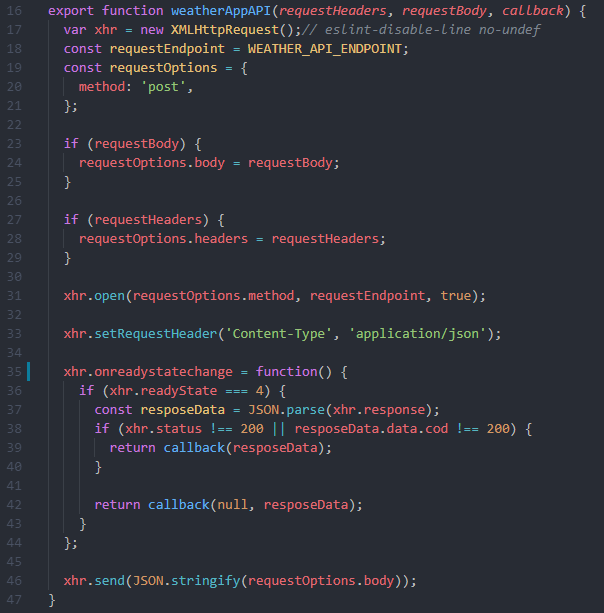 16 export function weatherAppAPI(requestHeaders, requestBody, callback) {
17 var xhr = new XMLHttpRequest();// eslint-disable-line no-undef
18 const requestEndpoint = WEATHER_API_ENDPOINT;
19 const requestOptions = {
20 method: 'post',
21 };
22
23 if (requestBody) {
24 requestOptions.body = requestBody;
25 }
26
27 if (requestHeaders) {
28 requestOptions.headers = requestHeaders;
29 }
30
31 xhr.open(requestOptions.method, requestEndpoint, true);
32
33 xhr.setRequestHeader('Content-Type', 'application/json');
34
35 xhr.onreadystatechange = function() {
36 if (xhr.readyState === 4) {
37 const resposeData = JSON.parse(xhr.response);
38 if (xhr.status !== 200 || resposeData.data.cod !== 200) {
39 return callback(resposeData);
40 }
41
42 return callback(null, resposeData);
43 }
44 };
45
46 xhr.send(JSON.stringify(requestOptions.body));
47 }